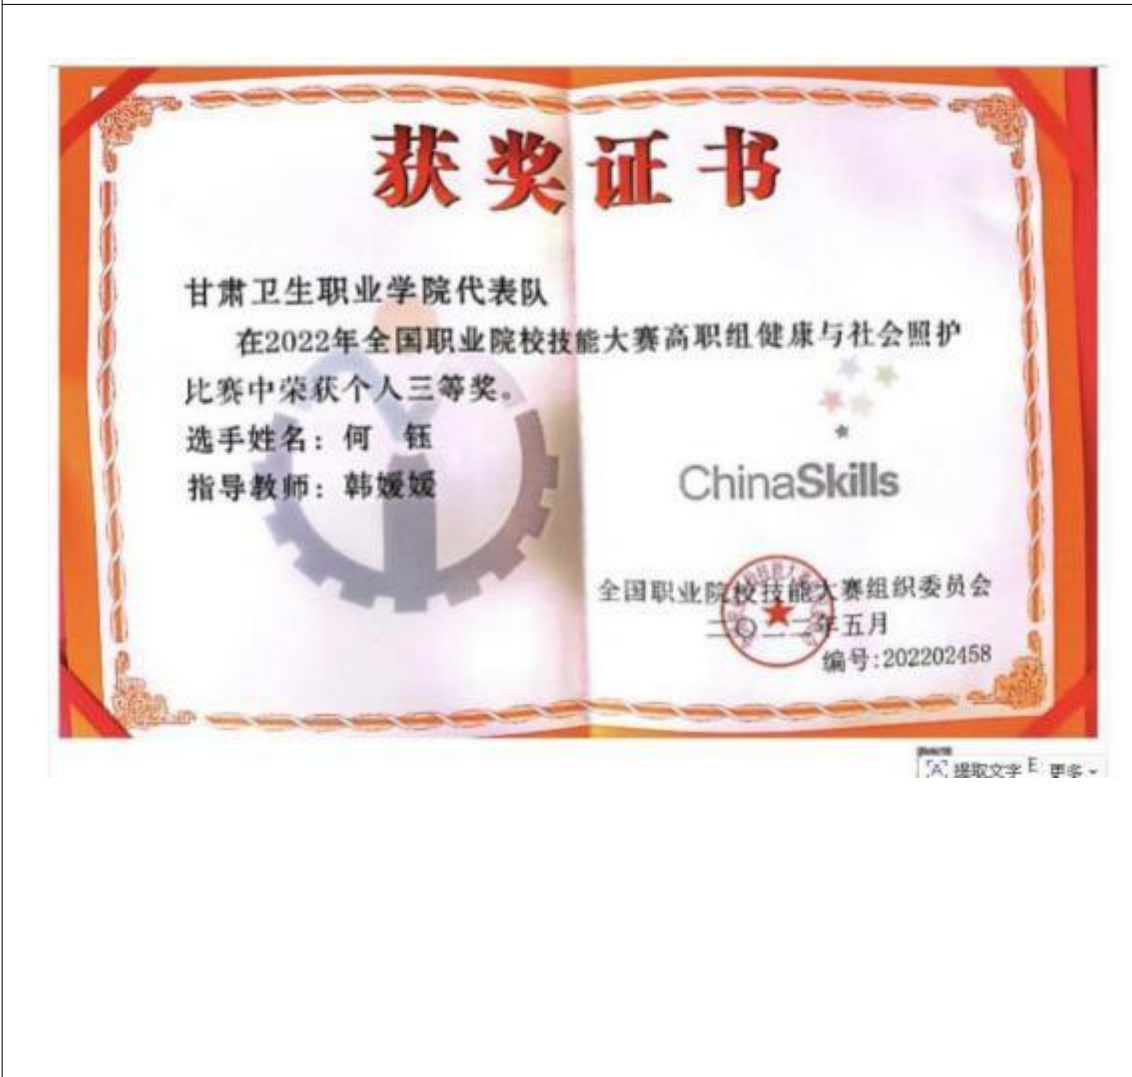 获奖证书
甘肃卫生职业学院代表队
在2022年全国职业院校技能大赛高职组健康与社会照护
比赛中荣获个人三等奖。
选手姓名：何 钰
指导教师：韩媛媛
ChinaSkills
全国职业院校技能大赛组织委员会
二〇二二年五月
编号:202202458
提取文字
更多